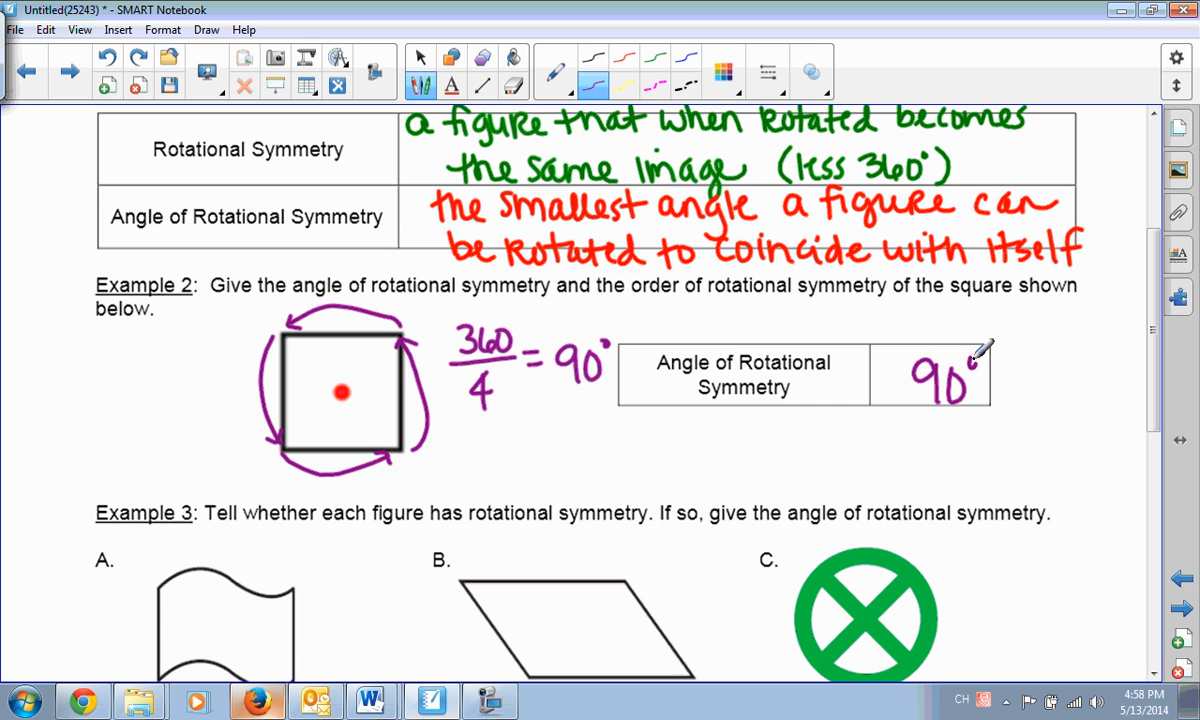 Untitled(25243) * - SMART Notebook
File Edit View Insert Format Draw Help
Rotational Symmetry
a figure that when rotated becomes
the same image (less 360°)
Angle of Rotational Symmetry
the smallest angle a figure can
be rotated to coincide with itself
Example 2: Give the angle of rotational symmetry and the order of rotational symmetry of the square shown
below.
360
4
= 90°
Angle of Rotational
Symmetry
90°
Example 3: Tell whether each figure has rotational symmetry. If so, give the angle of rotational symmetry.
A. B. C.
CH
4:58 PM
5/13/2014